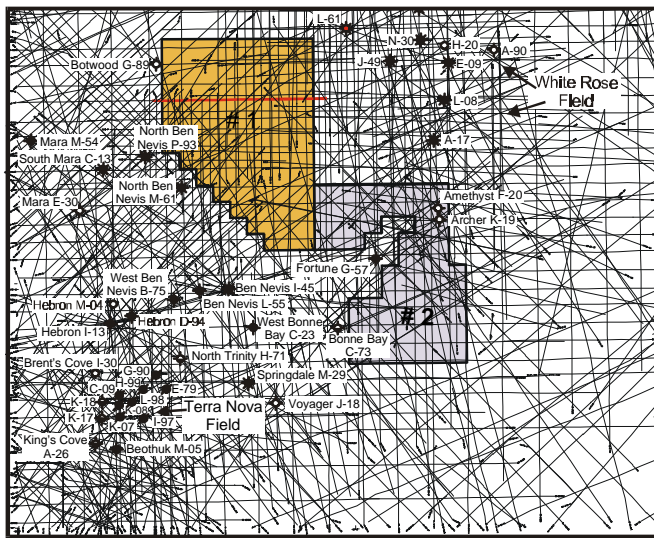 L-61
N-30
H-20
A-90
Botwood G-89
J-49
E-09
White Rose
Field
L-08
# 1
Mara M-54
North Ben
Nevis P-93
A-17
South Mara C-13
North Ben
Nevis M-61
Mara E-30
Amethyst F-20
Archer K-19
Fortune G-57
West Ben
Nevis B-75
Ben Nevis I-45
Ben Nevis L-55
Hebron M-04
Hebron D-94
Hebron I-13
West Bonne
Bay C-23
Bonne Bay
C-73
# 2
North Trinity H-71
Brent's Cove I-30
G-90
Springdale M-29
H-99
C-09
E-79
K-18
L-98
K-08
Terra Nova
Field
Voyager J-18
K-17
K-07
I-97
King's Cove
A-26
Beothuk M-05